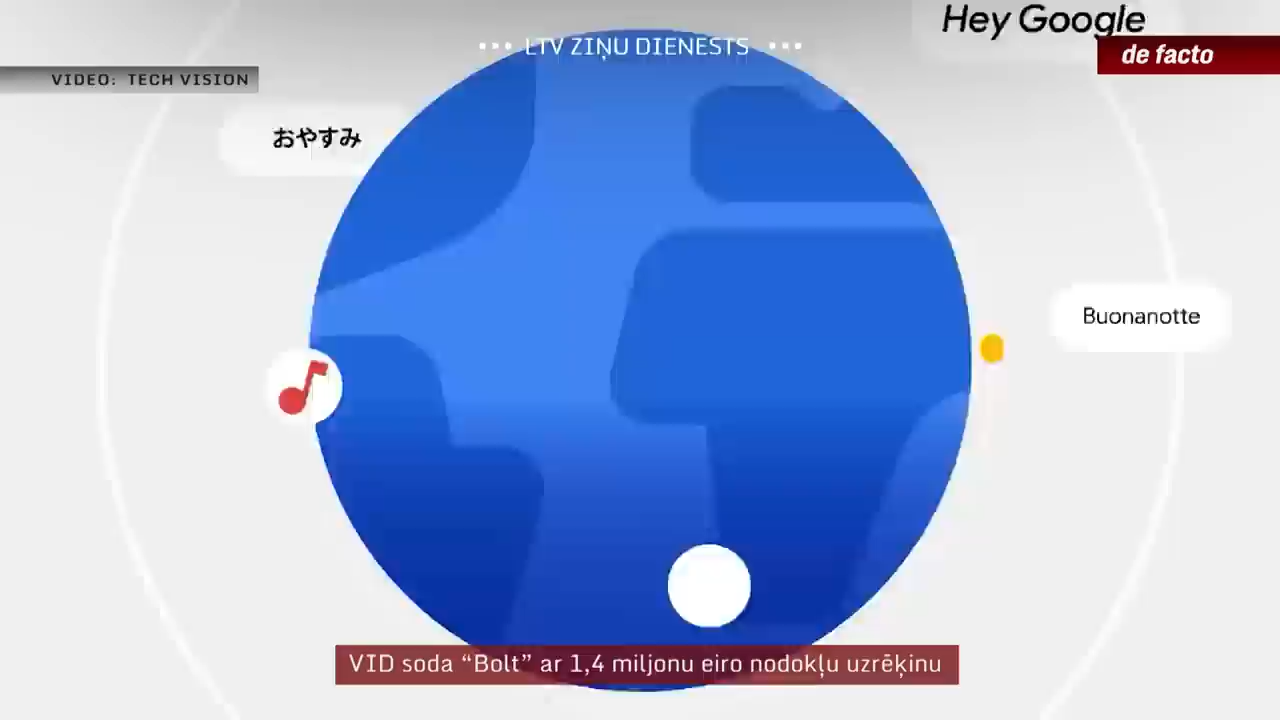 Hey Google
••• LTV ZIŅU DIENESTS •••
de facto
VIDEO: TECH VISION
おやすみ
Buonanotte
VID soda “Bolt” ar 1,4 miljonu eiro nodokļu uzrēķinu